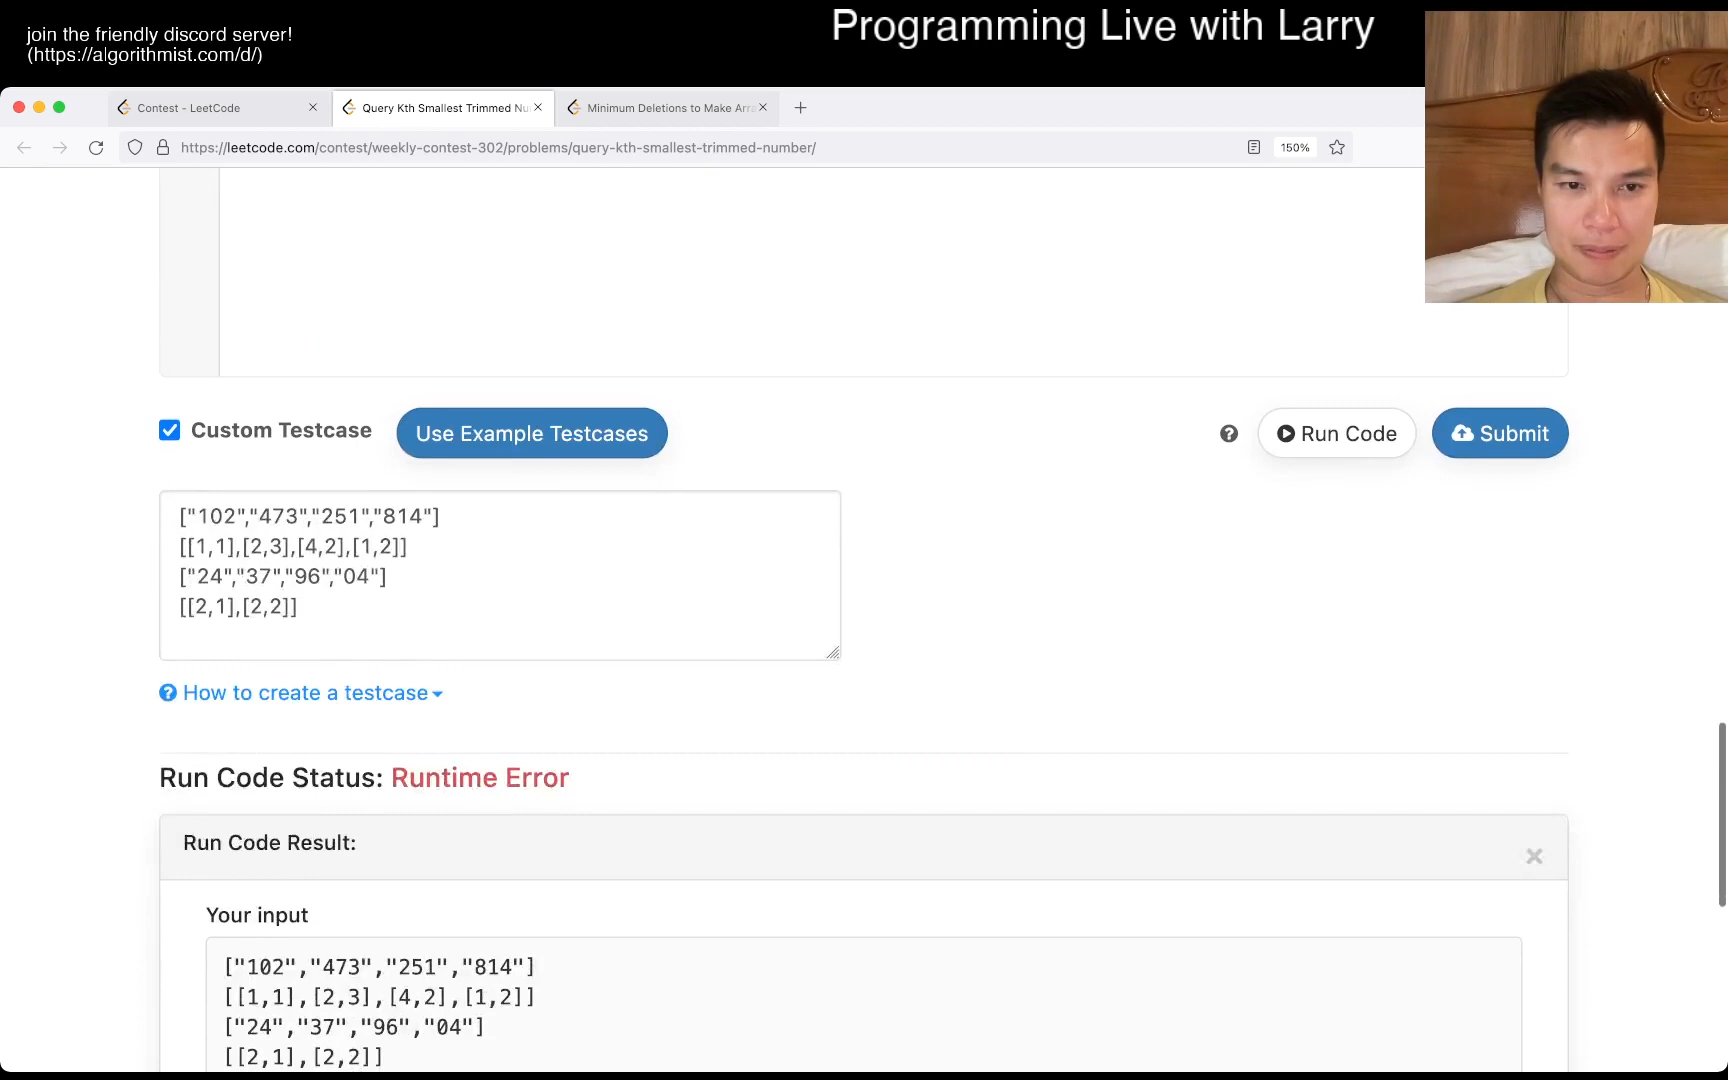 join the friendly discord server!
(https://algorithmist.com/d/)
Programming Live with Larry
Contest - LeetCode
Query Kth Smallest Trimmed Nu
Minimum Deletions to Make Arra
https://leetcode.com/contest/weekly-contest-302/problems/query-kth-smallest-trimmed-number/
150%
Custom Testcase
Use Example Testcases
Run Code
Submit
["102","473","251","814"]
[[1,1],[2,3],[4,2],[1,2]]
["24","37","96","04"]
[[2,1],[2,2]]
How to create a testcase
Run Code Status: Runtime Error
Run Code Result:
Your input
["102","473","251","814"]
[[1,1],[2,3],[4,2],[1,2]]
["24","37","96","04"]
[[2,1],[2,2]]